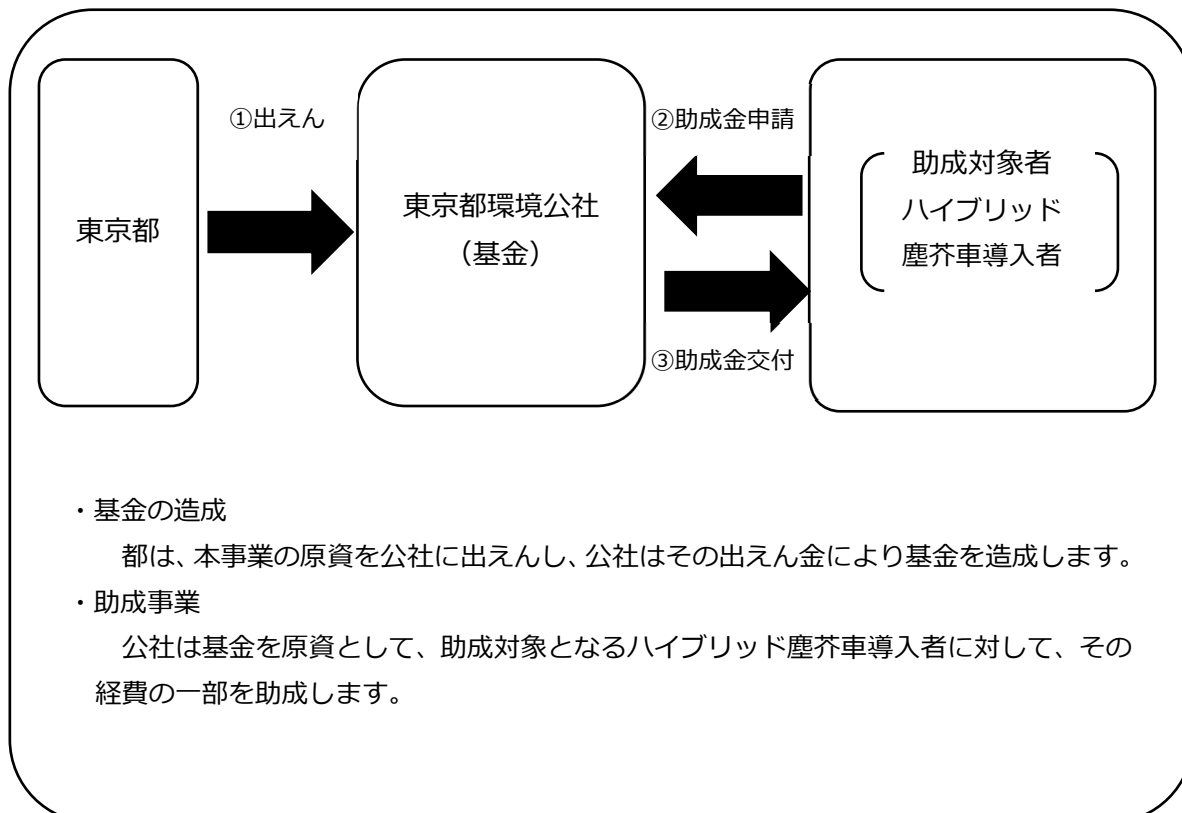 東京都
①出えん
東京都環境公社
（基金）
②助成金申請
③助成金交付
助成対象者
ハイブリッド
塵芥車導入者
・基金の造成
都は、本事業の原資を公社に出えんし、公社はその出えん金により基金を造成します。
・助成事業
公社は基金を原資として、助成対象となるハイブリッド塵芥車導入者に対して、その
経費の一部を助成します。